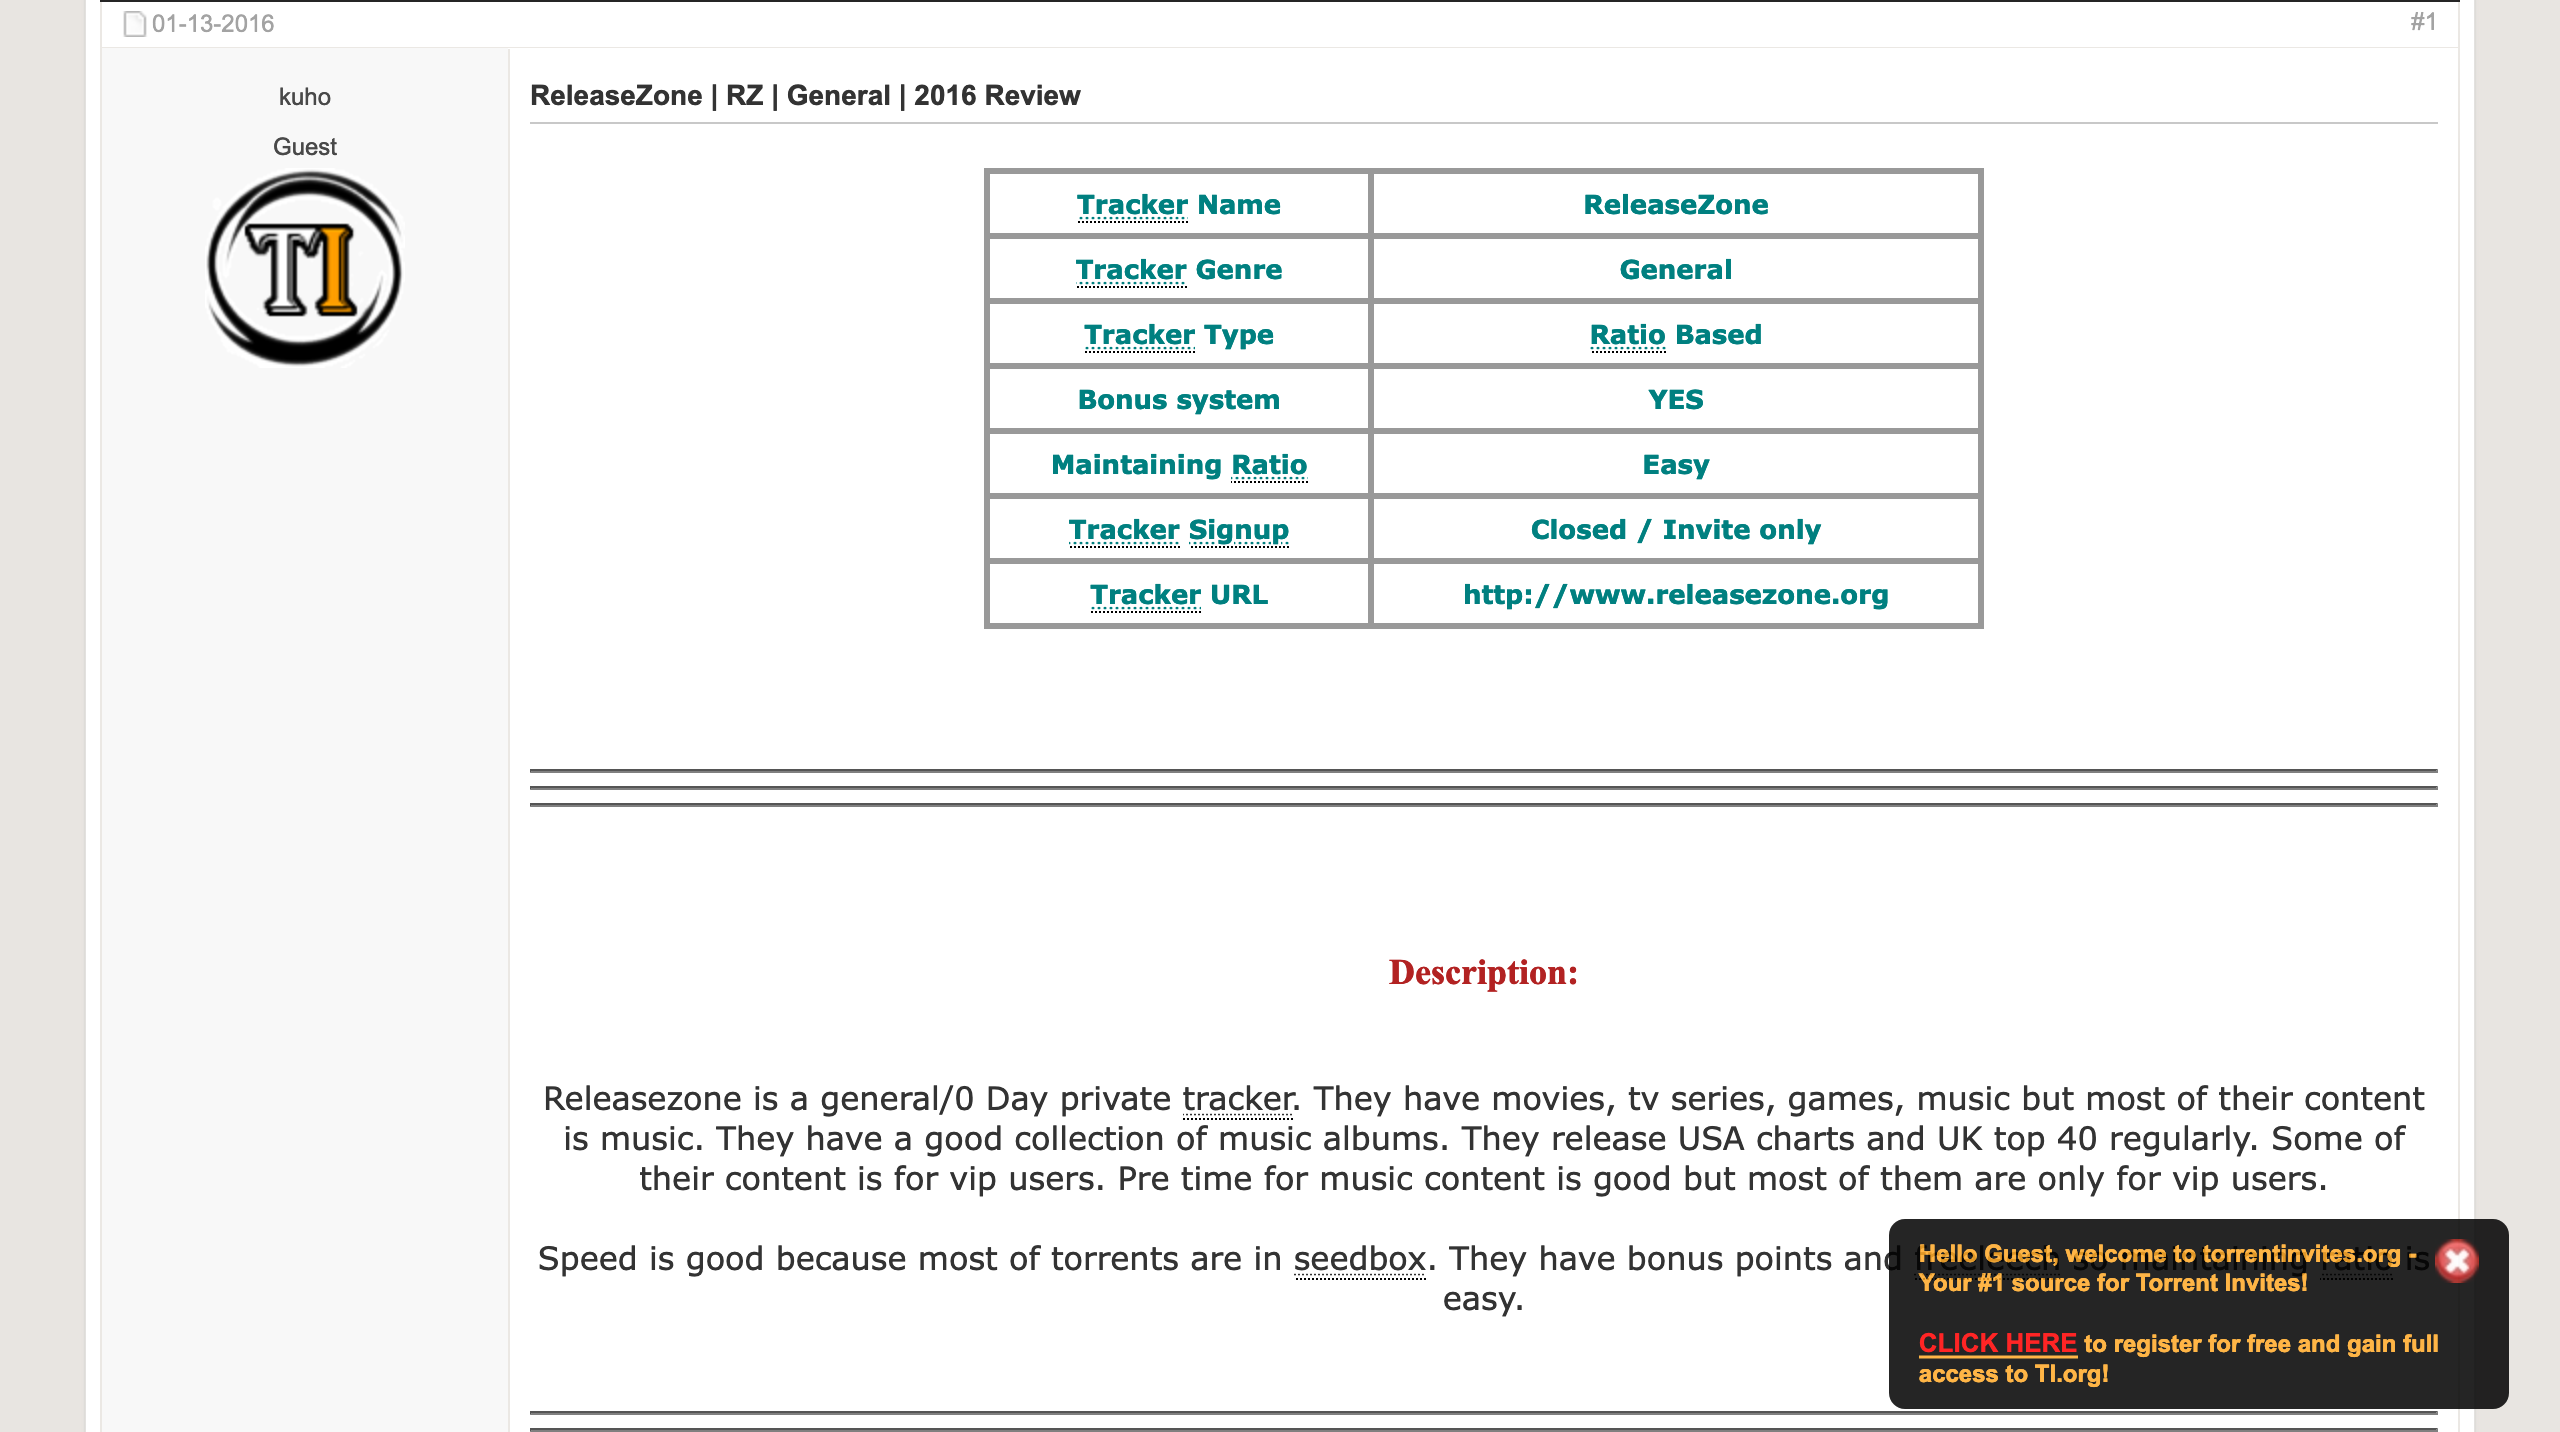 01-13-2016
#1
kuho
Guest
TI
ReleaseZone | RZ | General | 2016 Review
Tracker Name ReleaseZone
Tracker Genre General
Tracker Type Ratio Based
Bonus system YES
Maintaining Ratio Easy
Tracker Signup Closed / Invite only
Tracker URL http://www.releasezone.org
Description:
Releasezone is a general/0 Day private tracker. They have movies, tv series, games, music but most of their content
is music. They have a good collection of music albums. They release USA charts and UK top 40 regularly. Some of
their content is for vip users. Pre time for music content is good but most of them are only for vip users.
Speed is good because most of torrents are in seedbox. They have bonus points and freeleech so maintaining ratio is
easy.
Hello Guest, welcome to torrentinvites.org -
Your #1 source for Torrent Invites!
CLICK HERE to register for free and gain full
access to TI.org!